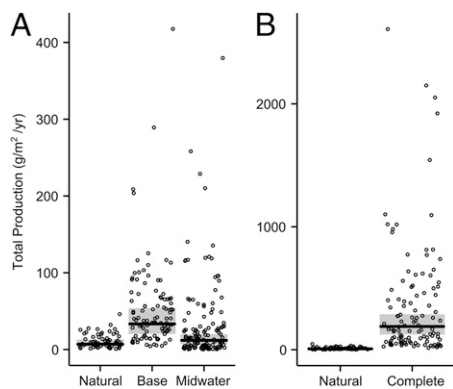 A
B
Total Production (g/m² /yr)
400
300
200
100
0
Natural Base Midwater
2000
1000
0
Natural Complete